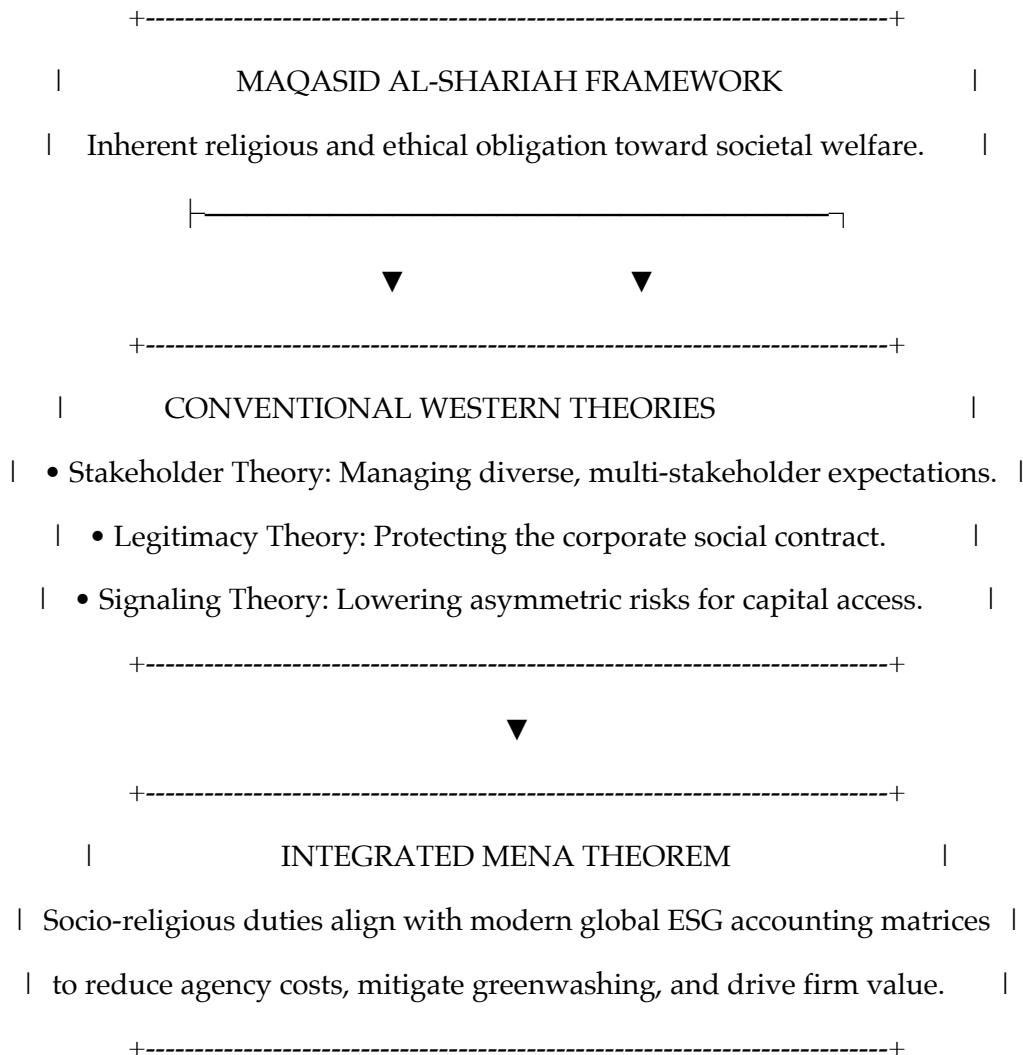 +----------------------------------------------------------------------------+
| MAQASID AL-SHARIAH FRAMEWORK |
| Inherent religious and ethical obligation toward societal welfare. |
├──────────────────────────────┐
▼ ▼
+----------------------------------------------------------------------------+
| CONVENTIONAL WESTERN THEORIES |
| • Stakeholder Theory: Managing diverse, multi-stakeholder expectations. |
| • Legitimacy Theory: Protecting the corporate social contract. |
| • Signaling Theory: Lowering asymmetric risks for capital access. |
+----------------------------------------------------------------------------+
▼
+----------------------------------------------------------------------------+
| INTEGRATED MENA THEOREM |
| Socio-religious duties align with modern global ESG accounting matrices |
| to reduce agency costs, mitigate greenwashing, and drive firm value. |
+----------------------------------------------------------------------------+